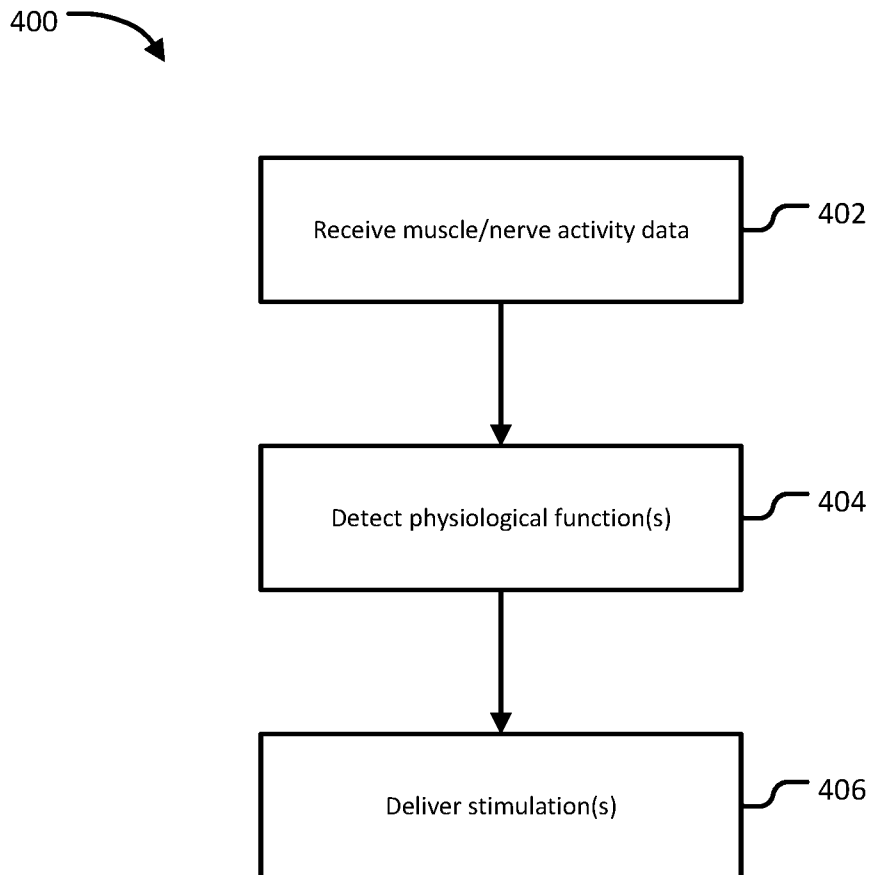 400
Receive muscle/nerve activity data
402
Detect physiological function(s)
404
Deliver stimulation(s)
406